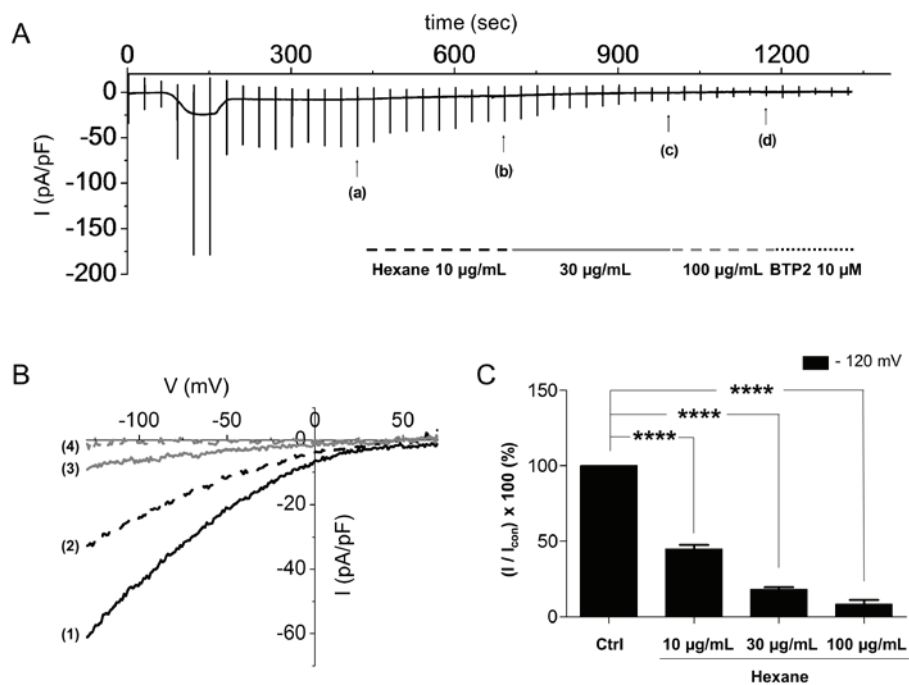 A
time (sec)
0 300 600 900 1200
0
-50
-100
-150
-200
I (pA/pF)
(a)
(b)
(c)
(d)
Hexane 10 µg/mL 30 µg/mL 100 µg/mL BTP2 10 µM
B
V (mV)
-100 -50 0 50
0
-20
-40
-60
I (pA/pF)
(4)
(3)
(2)
(1)
C
- 120 mV
150
100
50
0
(I / Icon) x 100 (%)
****
****
****
Ctrl 10 µg/mL 30 µg/mL 100 µg/mL
Hexane